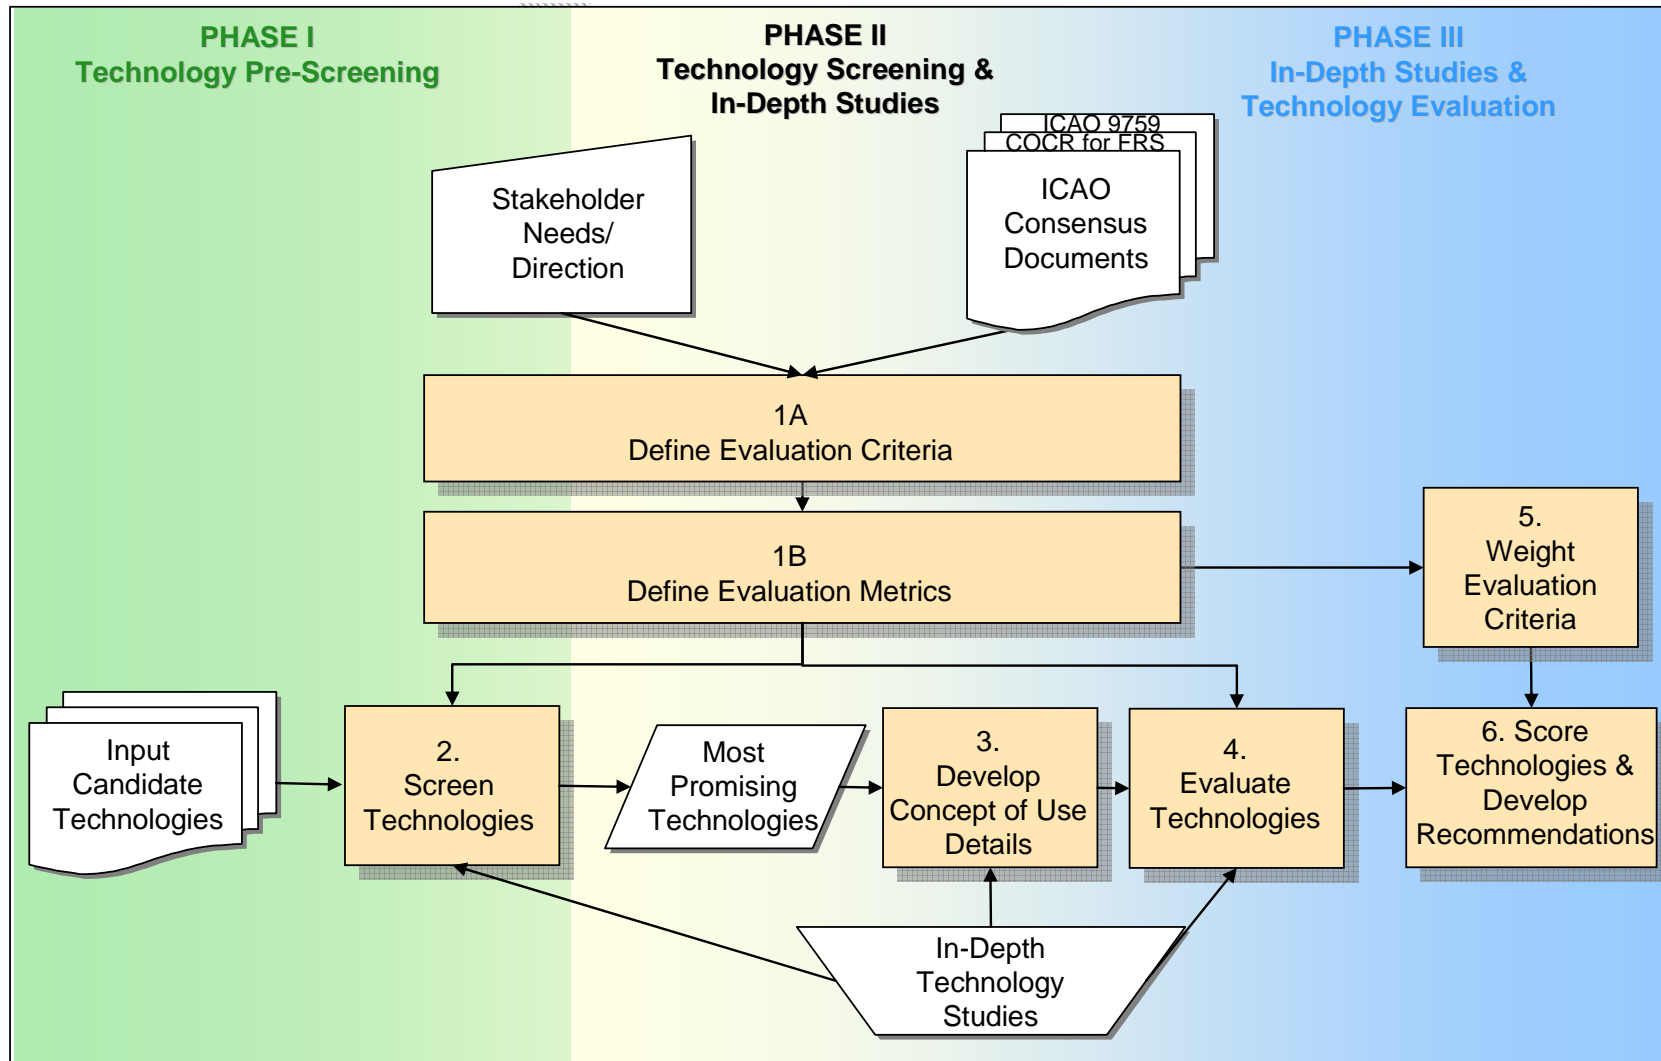 PHASE I
Technology Pre-Screening
PHASE II
Technology Screening &
In-Depth Studies
PHASE III
In-Depth Studies &
Technology Evaluation
Stakeholder
Needs/
Direction
ICAO 9759
COCR for FRS
ICAO
Consensus
Documents
1A
Define Evaluation Criteria
1B
Define Evaluation Metrics
5.
Weight
Evaluation
Criteria
Input
Candidate
Technologies
2.
Screen
Technologies
Most
Promising
Technologies
3.
Develop
Concept of Use
Details
4.
Evaluate
Technologies
6. Score
Technologies &
Develop
Recommendations
In-Depth
Technology
Studies